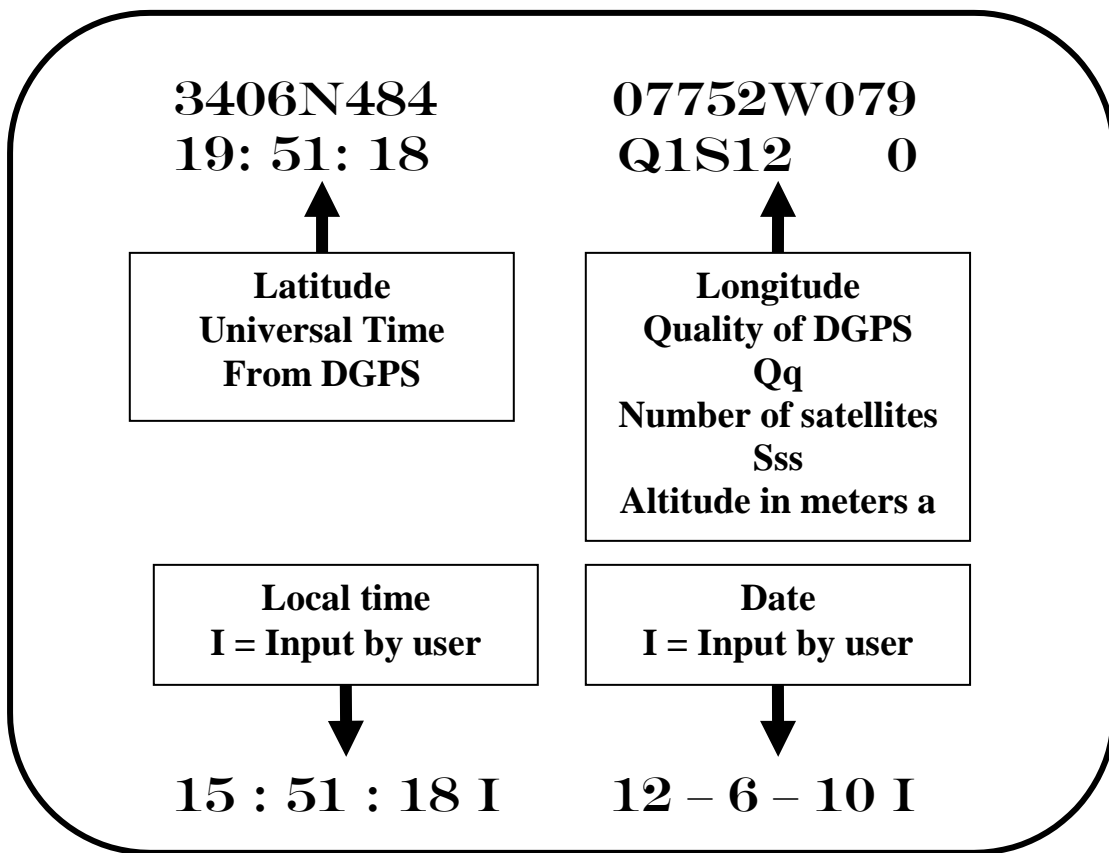 3406N484 07752W079
19: 51: 18 Q1S12 0
Latitude
Universal Time
From DGPS
Longitude
Quality of DGPS
Qq
Number of satellites
Sss
Altitude in meters a
Local time
I = Input by user
Date
I = Input by user
15 : 51 : 18 I 12 – 6 – 10 I